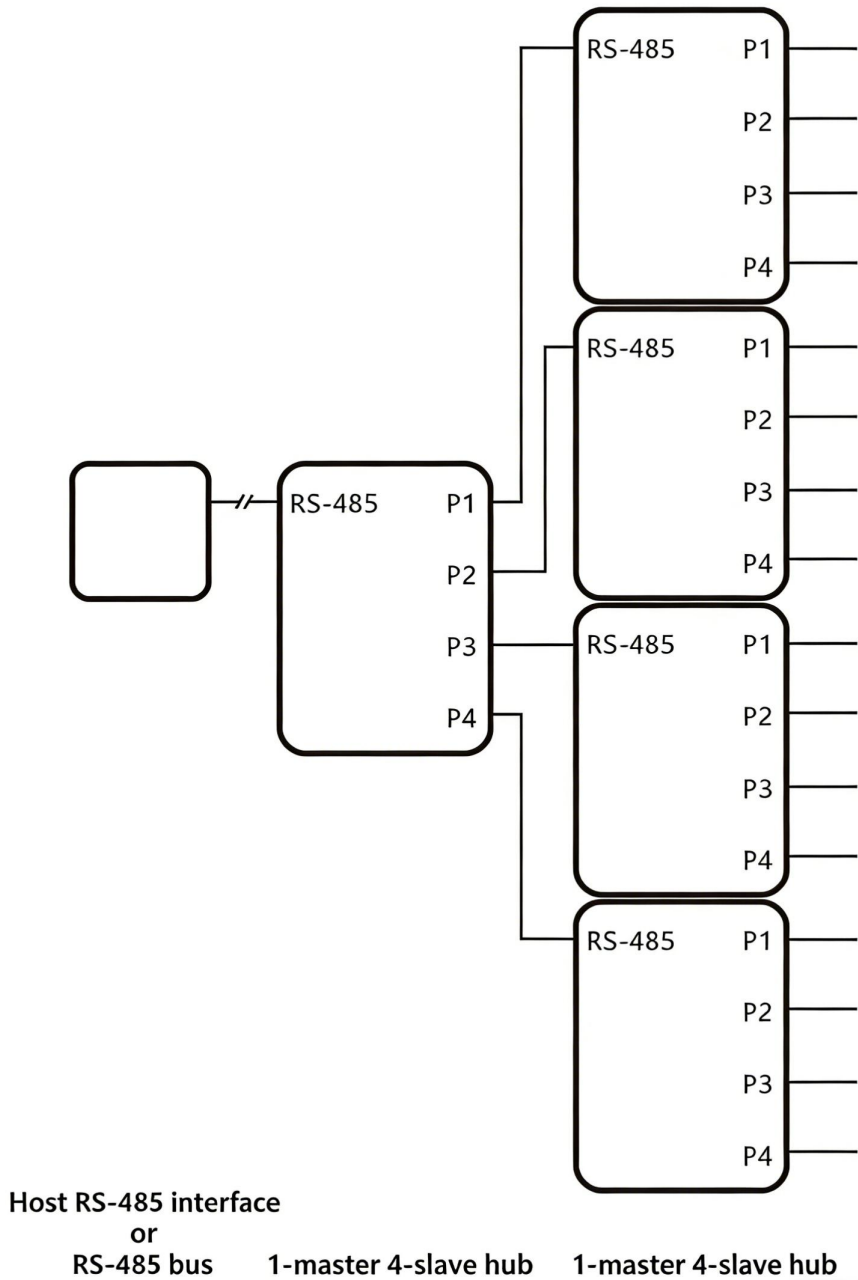 RS-485 P1
P2
P3
P4
RS-485 P1
P2
P3
P4
RS-485 P1
P2
P3
P4
RS-485 P1
P2
P3
P4
RS-485 P1
P2
P3
P4
Host RS-485 interface
or
RS-485 bus
1-master 4-slave hub
1-master 4-slave hub